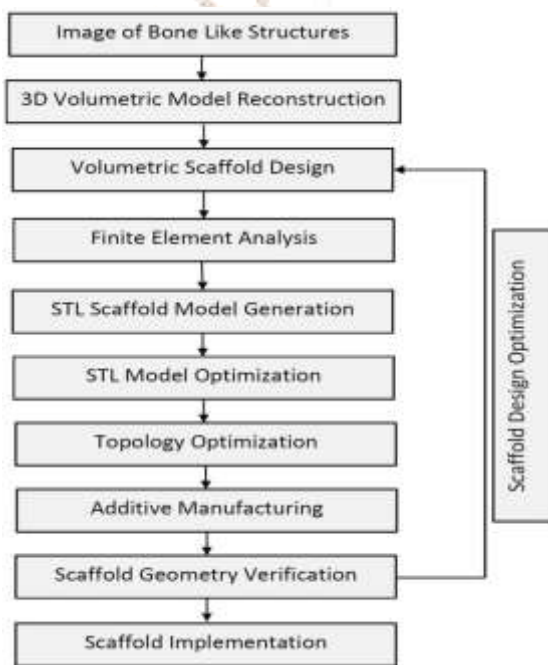 Image of Bone Like Structures
3D Volumetric Model Reconstruction
Volumetric Scaffold Design
Finite Element Analysis
STL Scaffold Model Generation
STL Model Optimization
Topology Optimization
Additive Manufacturing
Scaffold Geometry Verification
Scaffold Implementation
Scaffold Design Optimization